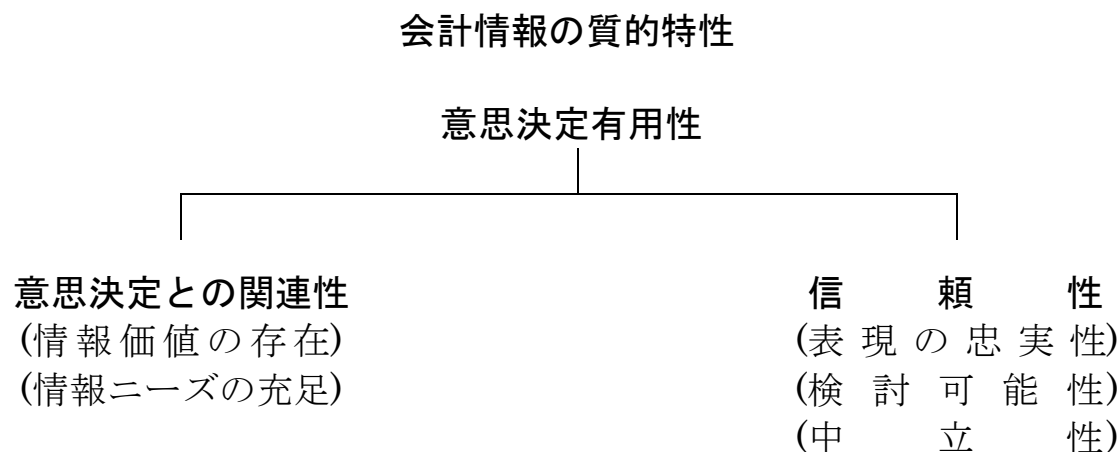 会計情報の質的特性
意思決定有用性
意思決定との関連性
(情報価値の存在)
(情報ニーズの充足)
信頼性
(表現の忠実性)
(検討可能性)
(中立性)